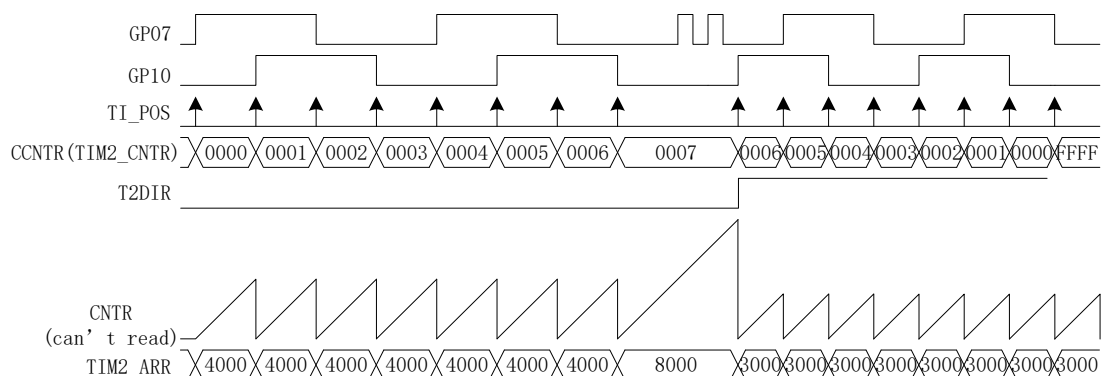 GP07
GP10
TI_POS
CCNTR(TIM2_CNTR) 0000 0001 0002 0003 0004 0005 0006 0007 0006 0005 0004 0003 0002 0001 0000 FFFF
T2DIR
CNTR
(can't read)
TIM2_ARR 4000 4000 4000 4000 4000 4000 4000 8000 3000 3000 3000 3000 3000 3000 3000 3000